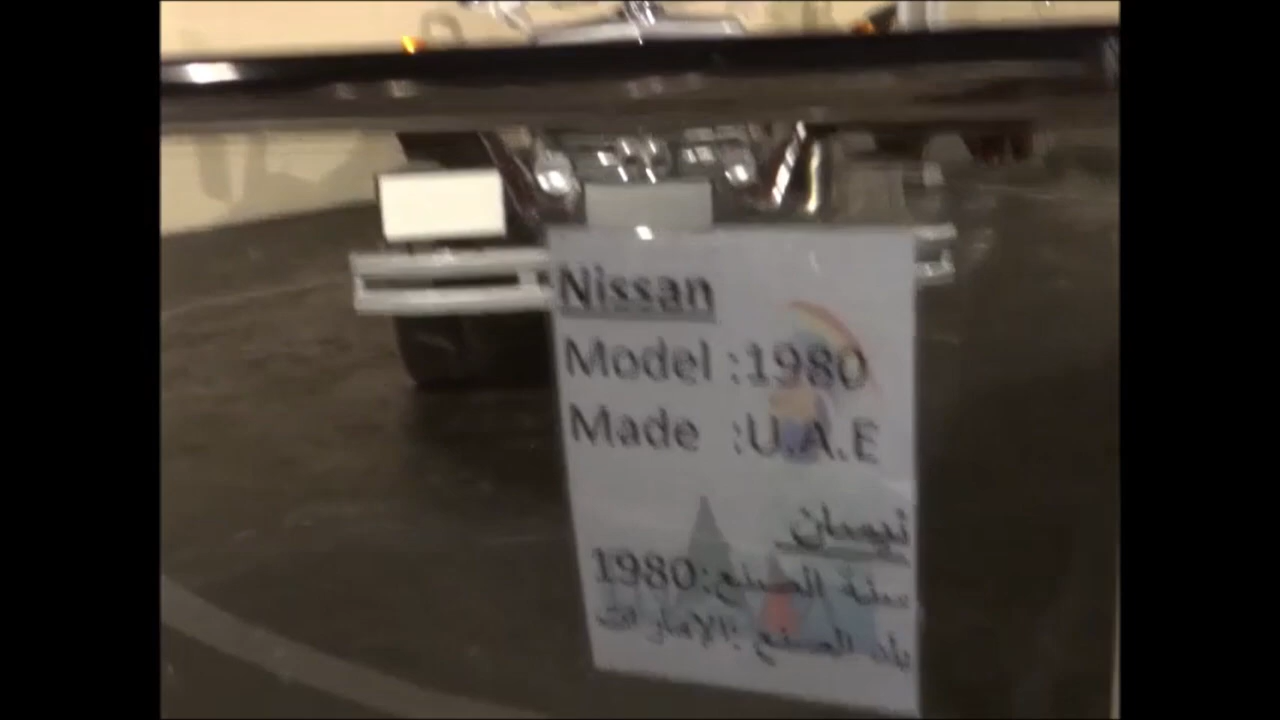 Nissan
Model :1980
Made :U.A.E
نيسان
سنة الصنع:1980
بلد الصنع :الإمارات